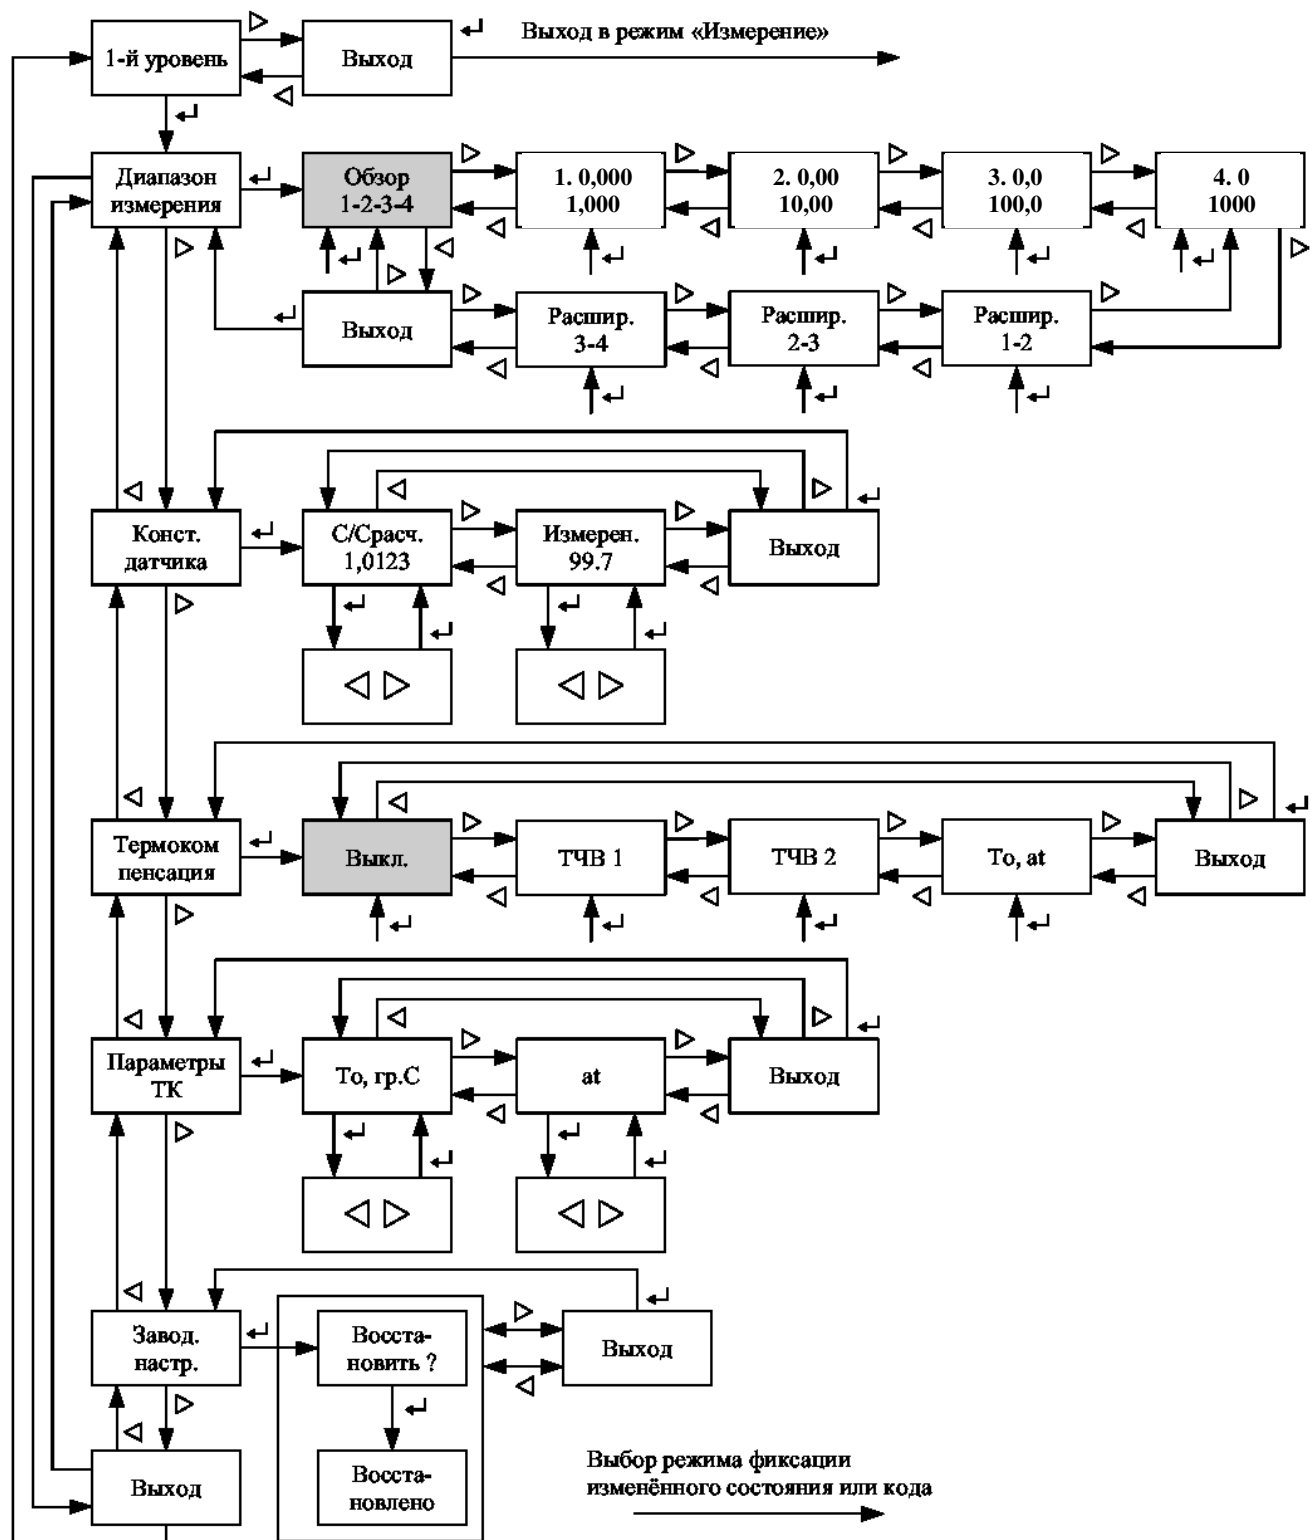 Выход в режим «Измерение»
1-й уровень
Выход
Диапазон
измерения
Обзор
1-2-3-4
1. 0,000
1,000
2. 0,00
10,00
3. 0,0
100,0
4. 0
1000
Выход
Расшир.
3-4
Расшир.
2-3
Расшир.
1-2
Конст.
датчика
С/Срасч.
1,0123
Измерен.
99.7
Выход
Термоком
пенсация
Выкл.
ТЧВ 1
ТЧВ 2
То, at
Выход
Параметры
ТК
То, гр.С
at
Выход
Завод.
настр.
Восста-
новить ?
Выход
Восста-
новлено
Выход
Выбор режима фиксации
изменённого состояния или кода